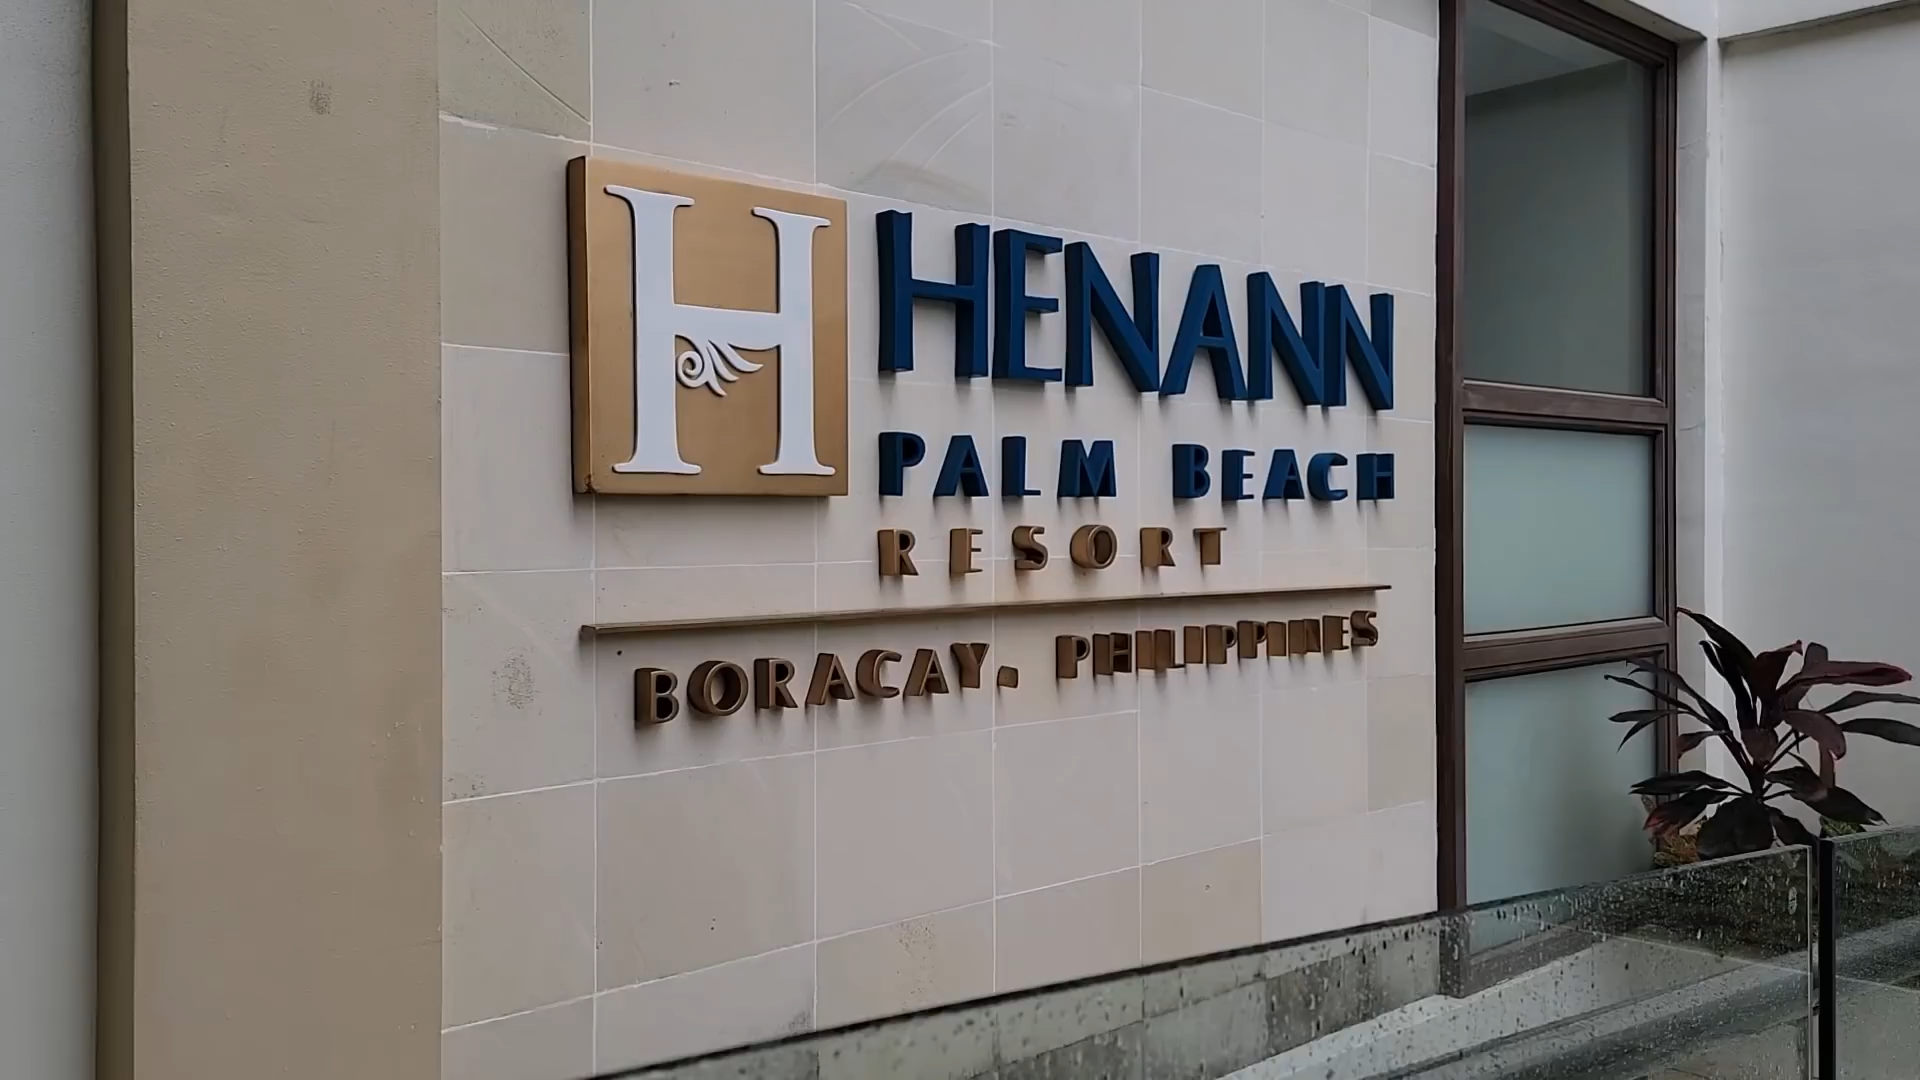 H
HENANN
PALM BEACH
RESORT
BORACAY. PHILIPPINES